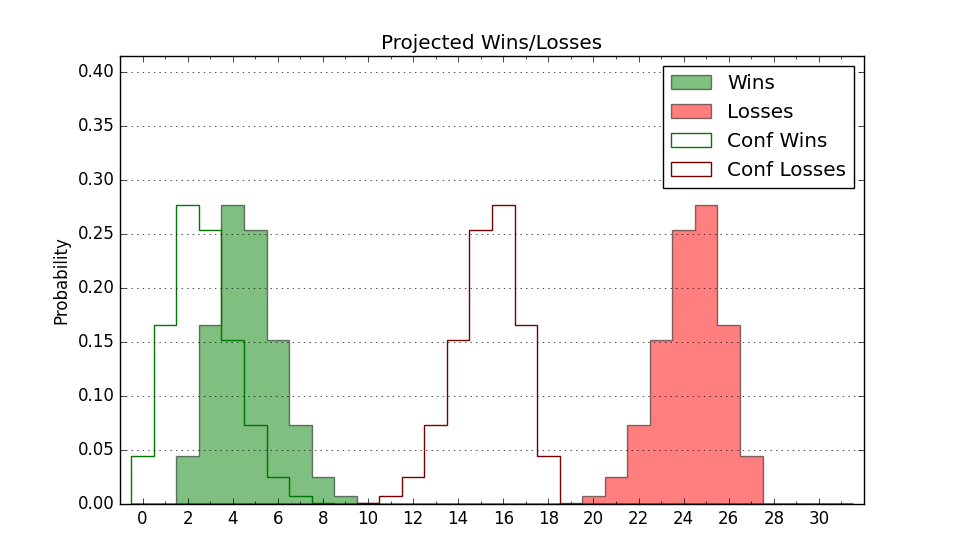 Projected Wins/Losses
0.40
0.35
0.30
0.25
0.20
0.15
0.10
0.05
0.00
Probability
Wins
Losses
Conf Wins
Conf Losses
0 2 4 6 8 10 12 14 16 18 20 22 24 26 28 30